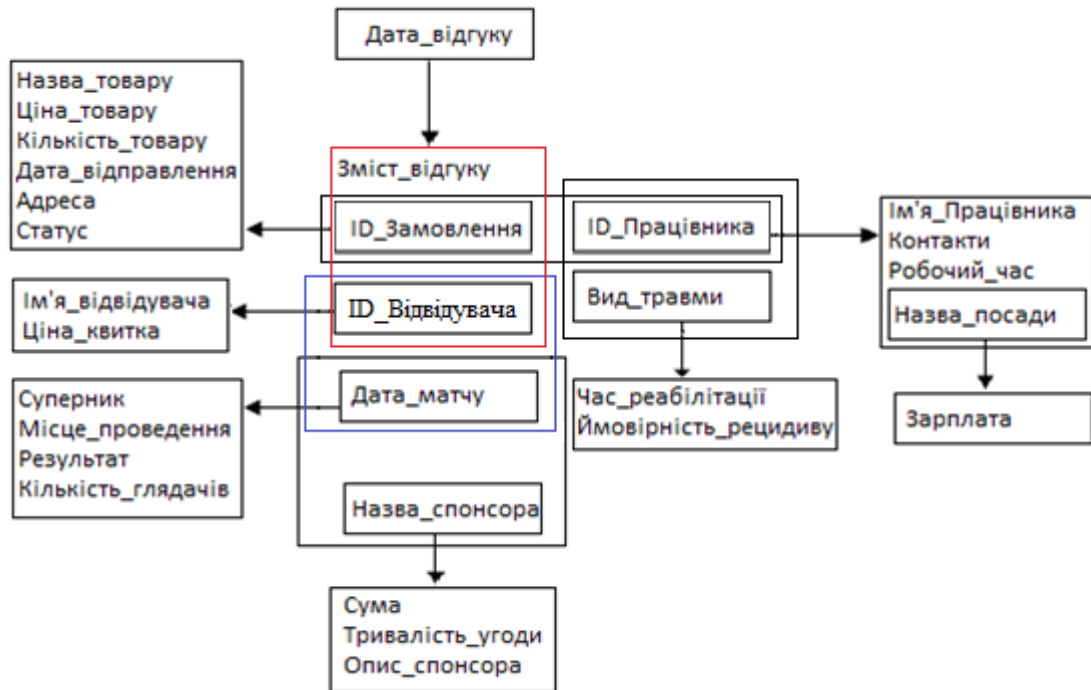 Дата_відгуку
Назва_товару
Ціна_товару
Кількість_товару
Дата_відправлення
Адреса
Статус
Зміст_відгуку
ID_Замовлення
ID_Працівника
Ім'я_Працівника
Контакти
Робочий_час
Назва_посади
Ім'я_відвідувача
Ціна_квитка
ID_Відвідувача
Вид_травми
Суперник
Місце_проведення
Результат
Кількість_глядачів
Дата_матчу
Час_реабілітації
Ймовірність_рецидиву
Зарплата
Назва_спонсора
Сума
Тривалість_угоди
Опис_спонсора